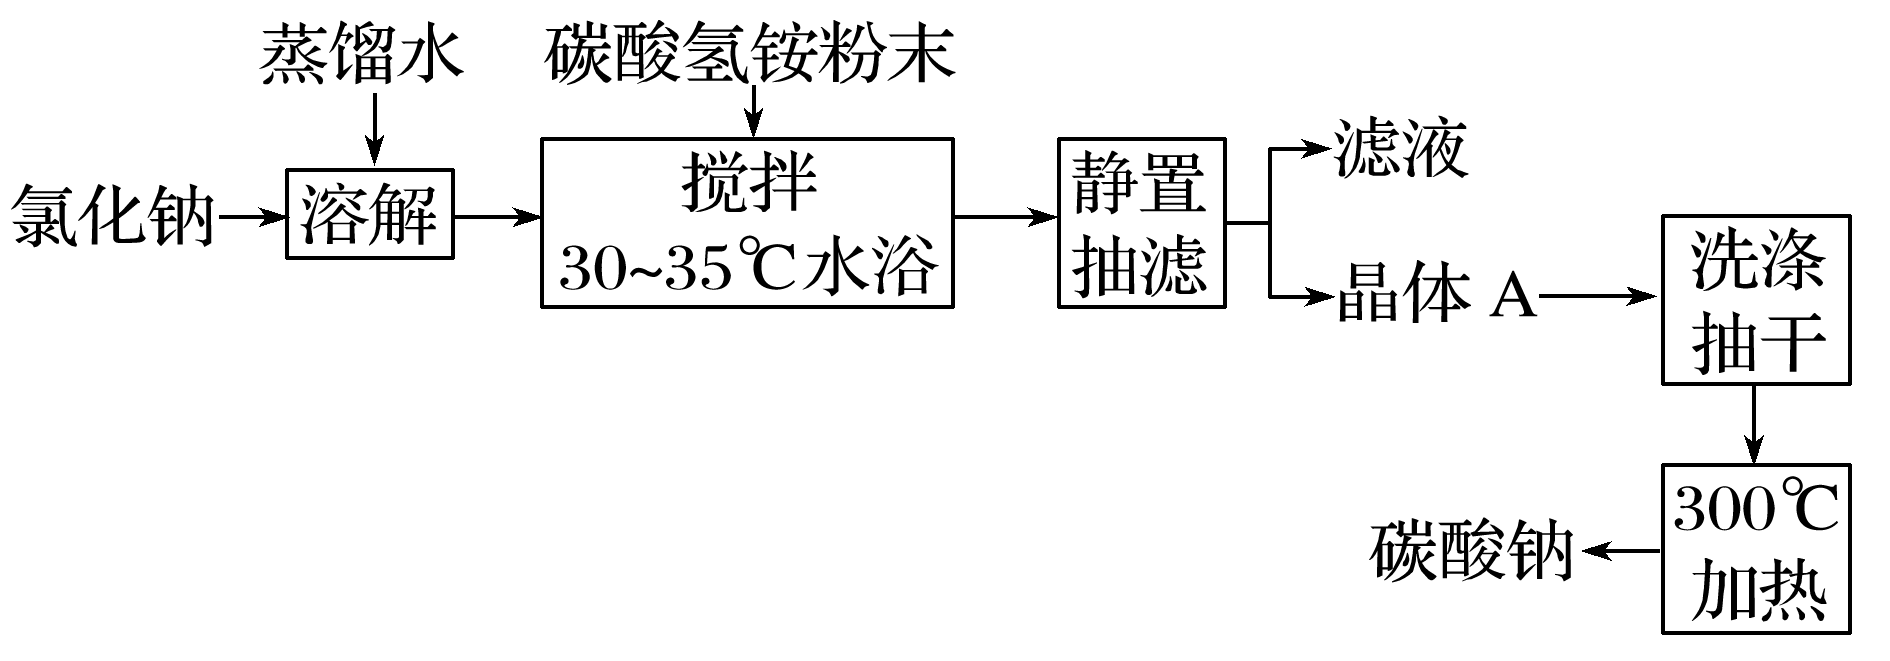 蒸馏水
碳酸氢铵粉末
氯化钠
溶解
搅拌
30~35℃水浴
静置
抽滤
滤液
晶体 A
洗涤
抽干
300℃
加热
碳酸钠